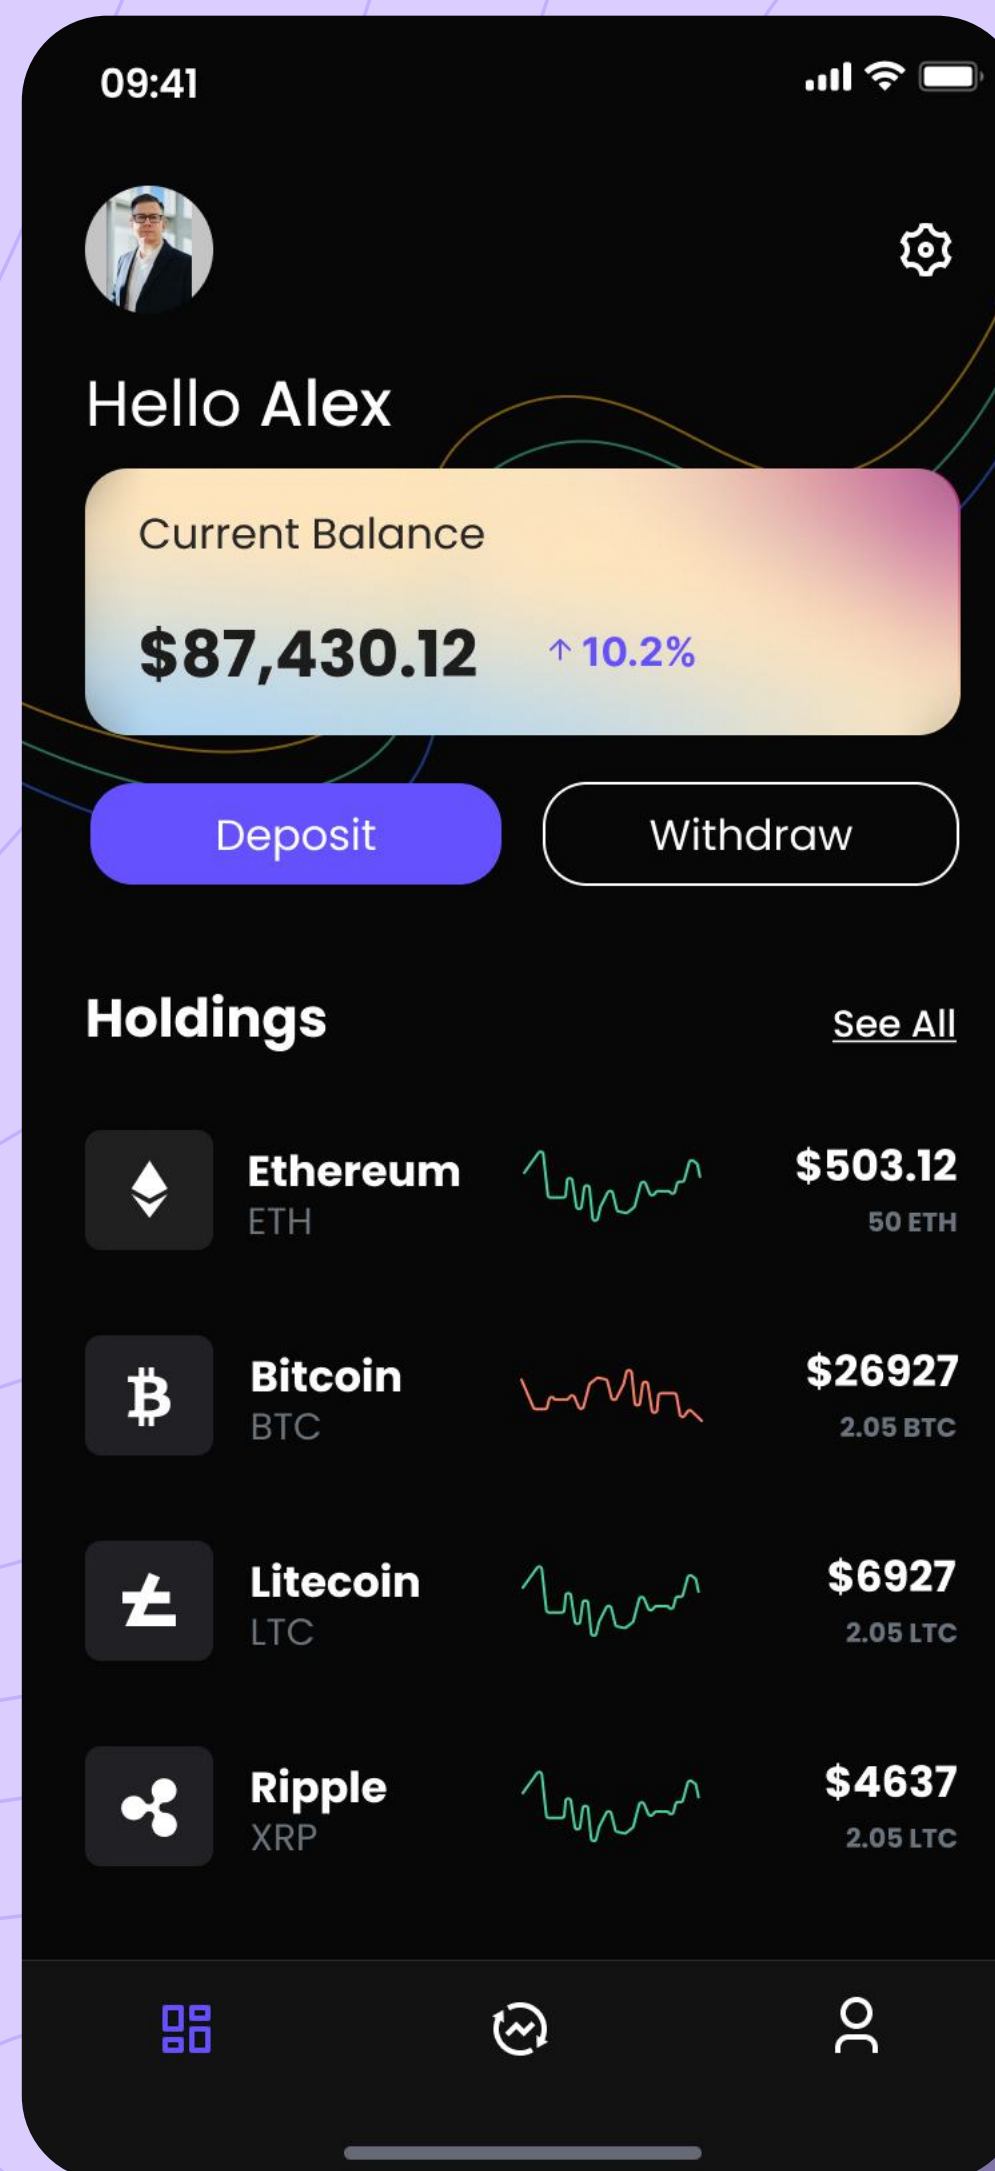 09:41
Hello Alex
Current Balance
$87,430.12 ↑ 10.2%
Deposit Withdraw
Holdings See All
Ethereum $503.12
ETH 50 ETH
Bitcoin $26927
BTC 2.05 BTC
Litecoin $6927
LTC 2.05 LTC
Ripple $4637
XRP 2.05 LTC